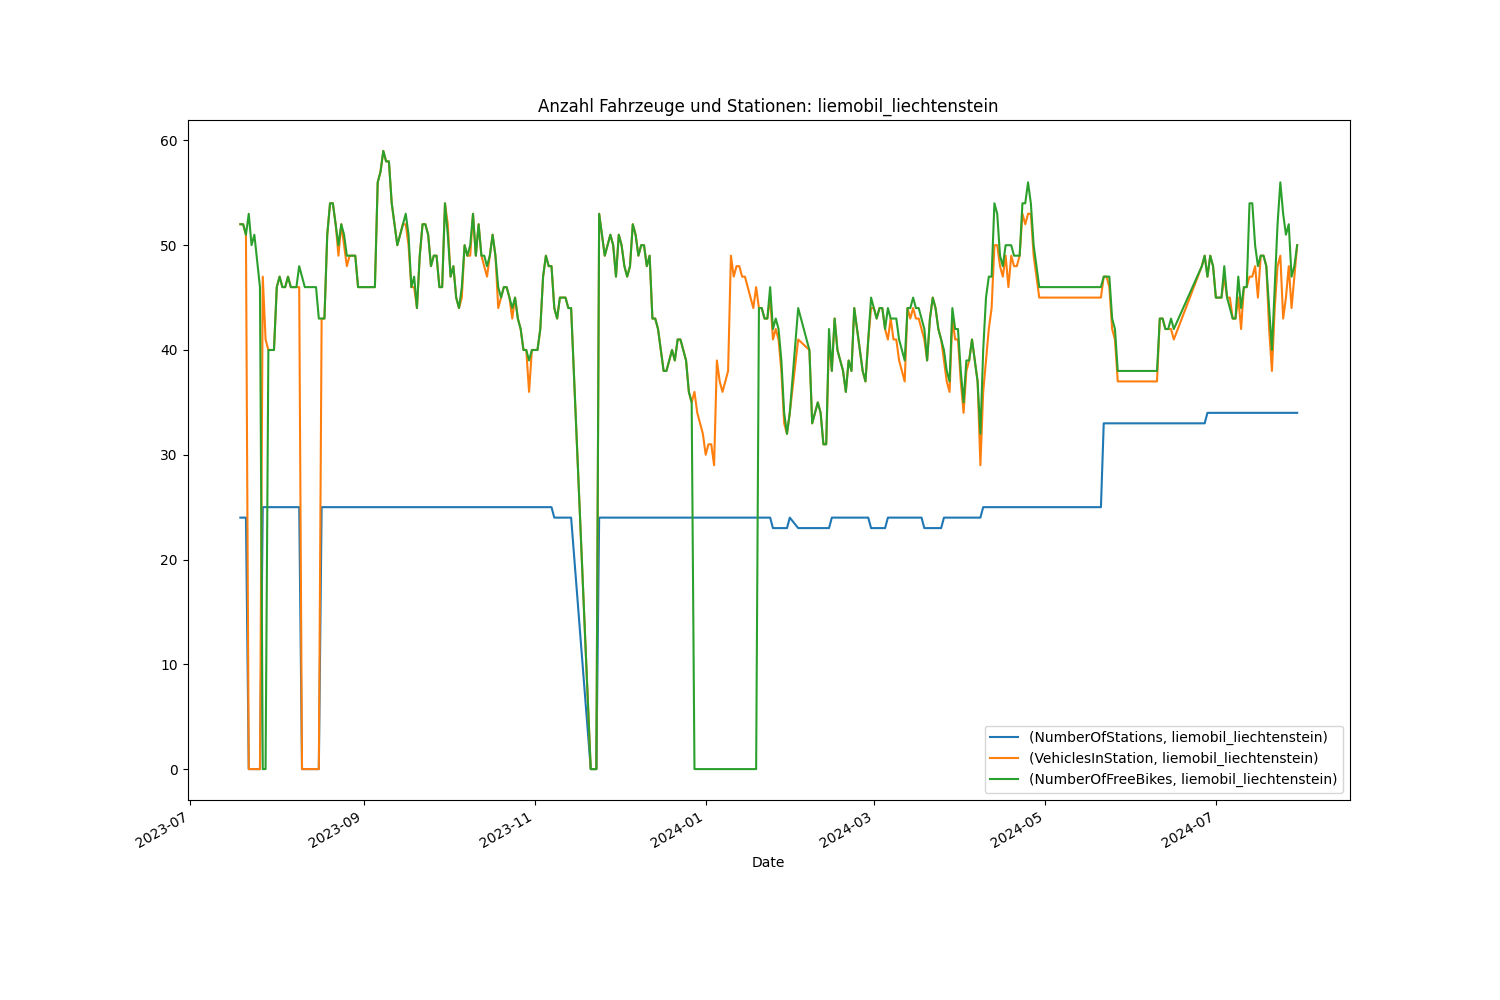 Anzahl Fahrzeuge und Stationen: liemobil_liechtenstein
60
50
40
30
20
10
0
(NumberOfStations, liemobil_liechtenstein)
(VehiclesInStation, liemobil_liechtenstein)
(NumberOfFreeBikes, liemobil_liechtenstein)
2023-07 2023-09 2023-11 2024-01 2024-03 2024-05 2024-07
Date